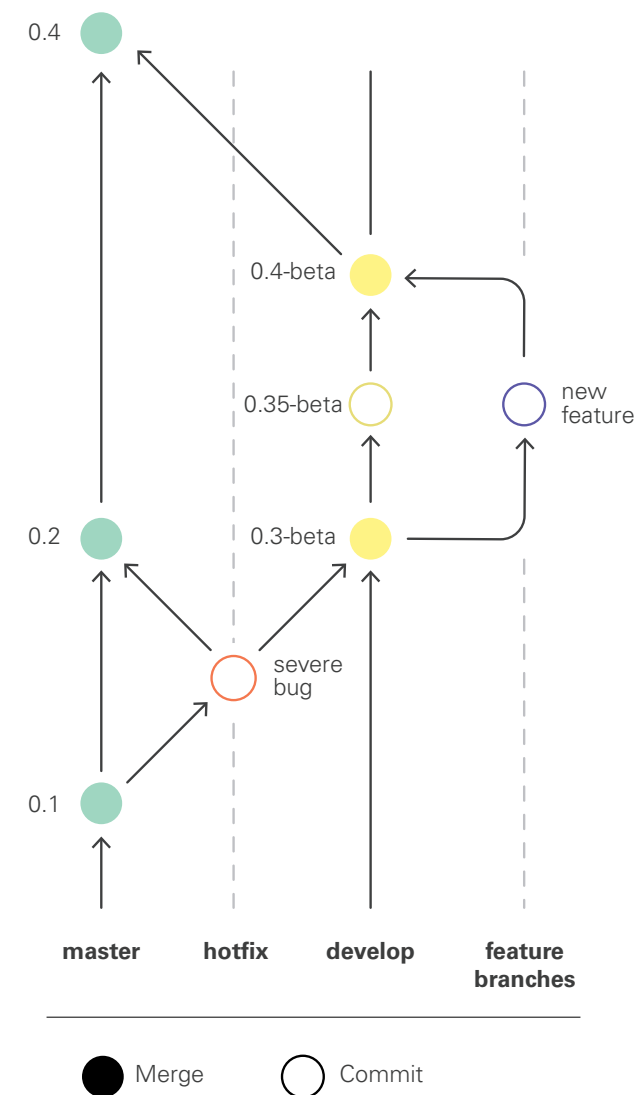 0.4
0.4-beta
0.35-beta
new
feature
0.2
0.3-beta
severe
bug
0.1
master
hotfix
develop
feature
branches
Merge
Commit